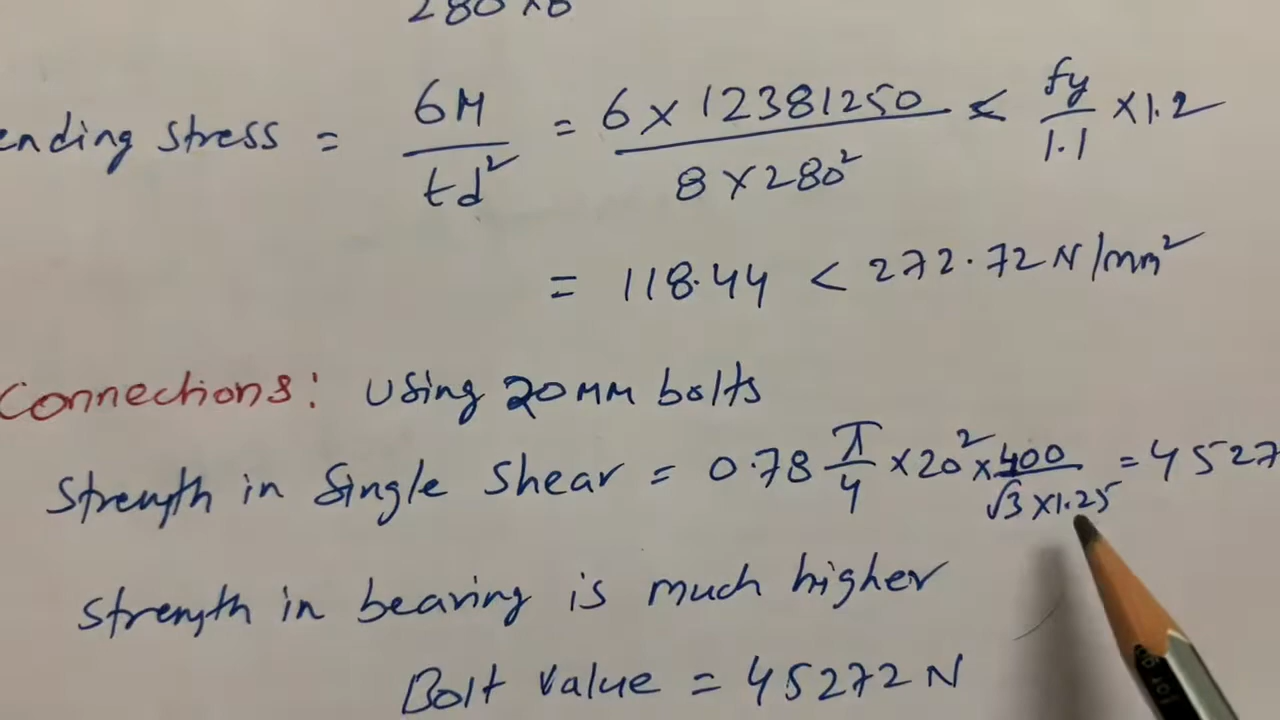 280 x 8
ending stress = 6M / td² = 6 x 12381250 / 8 x 280² < fy / 1.1 x 1.2
= 118.44 < 272.72 N/mm²
Connections: Using 20MM bolts
Strength in Single Shear = 0.78 π/4 x 20² x 400 / √3 x 1.25 = 4527
Strength in bearing is much higher
Bolt Value = 45272 N